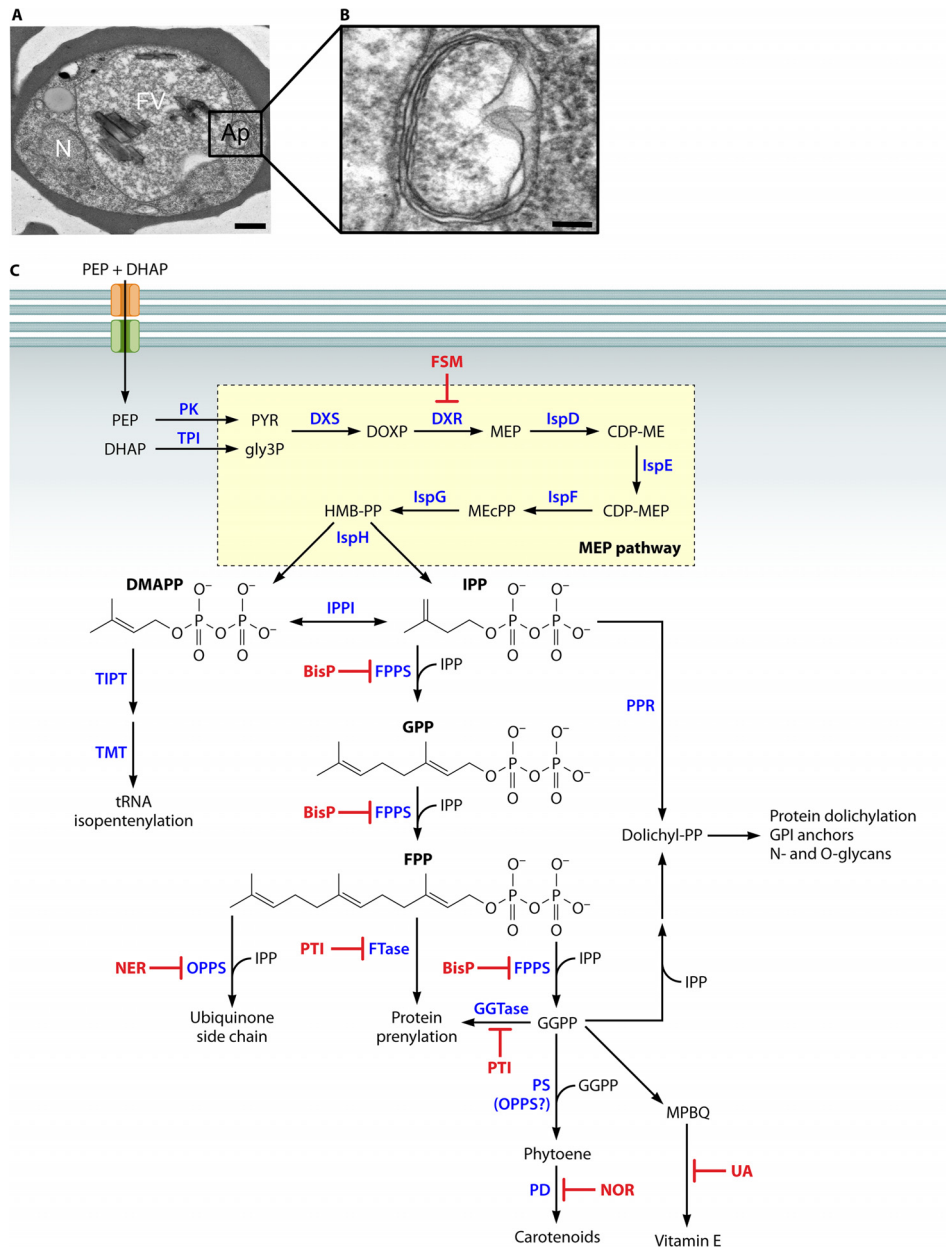 A
B
FV
N
Ap
C
PEP + DHAP
FSM
PEP
PK
PYR
DXS
DOXP
DXR
MEP
IspD
CDP-ME
DHAP
TPI
gly3P
IspE
HMB-PP
IspG
MEcPP
IspF
CDP-MEP
IspH
MEP pathway
DMAPP
IPP
O⁻ O⁻
O P O P O⁻
O O
IPPI
O⁻ O⁻
O P O P O⁻
O O
TIPT
BisP
FPPS
IPP
PPR
TMT
GPP
O⁻ O⁻
O P O P O⁻
O O
tRNA
isopentenylation
BisP
FPPS
IPP
Dolichyl-PP
Protein dolichylation
GPI anchors
N- and O-glycans
FPP
O⁻ O⁻
O P O P O⁻
O O
NER
OPPS
IPP
PTI
FTase
BisP
FPPS
IPP
IPP
Ubiquinone
side chain
Protein
prenylation
GGTase
GGPP
PTI
PS
(OPPS?)
GGPP
MPBQ
Phytoene
UA
PD
NOR
Carotenoids
Vitamin E